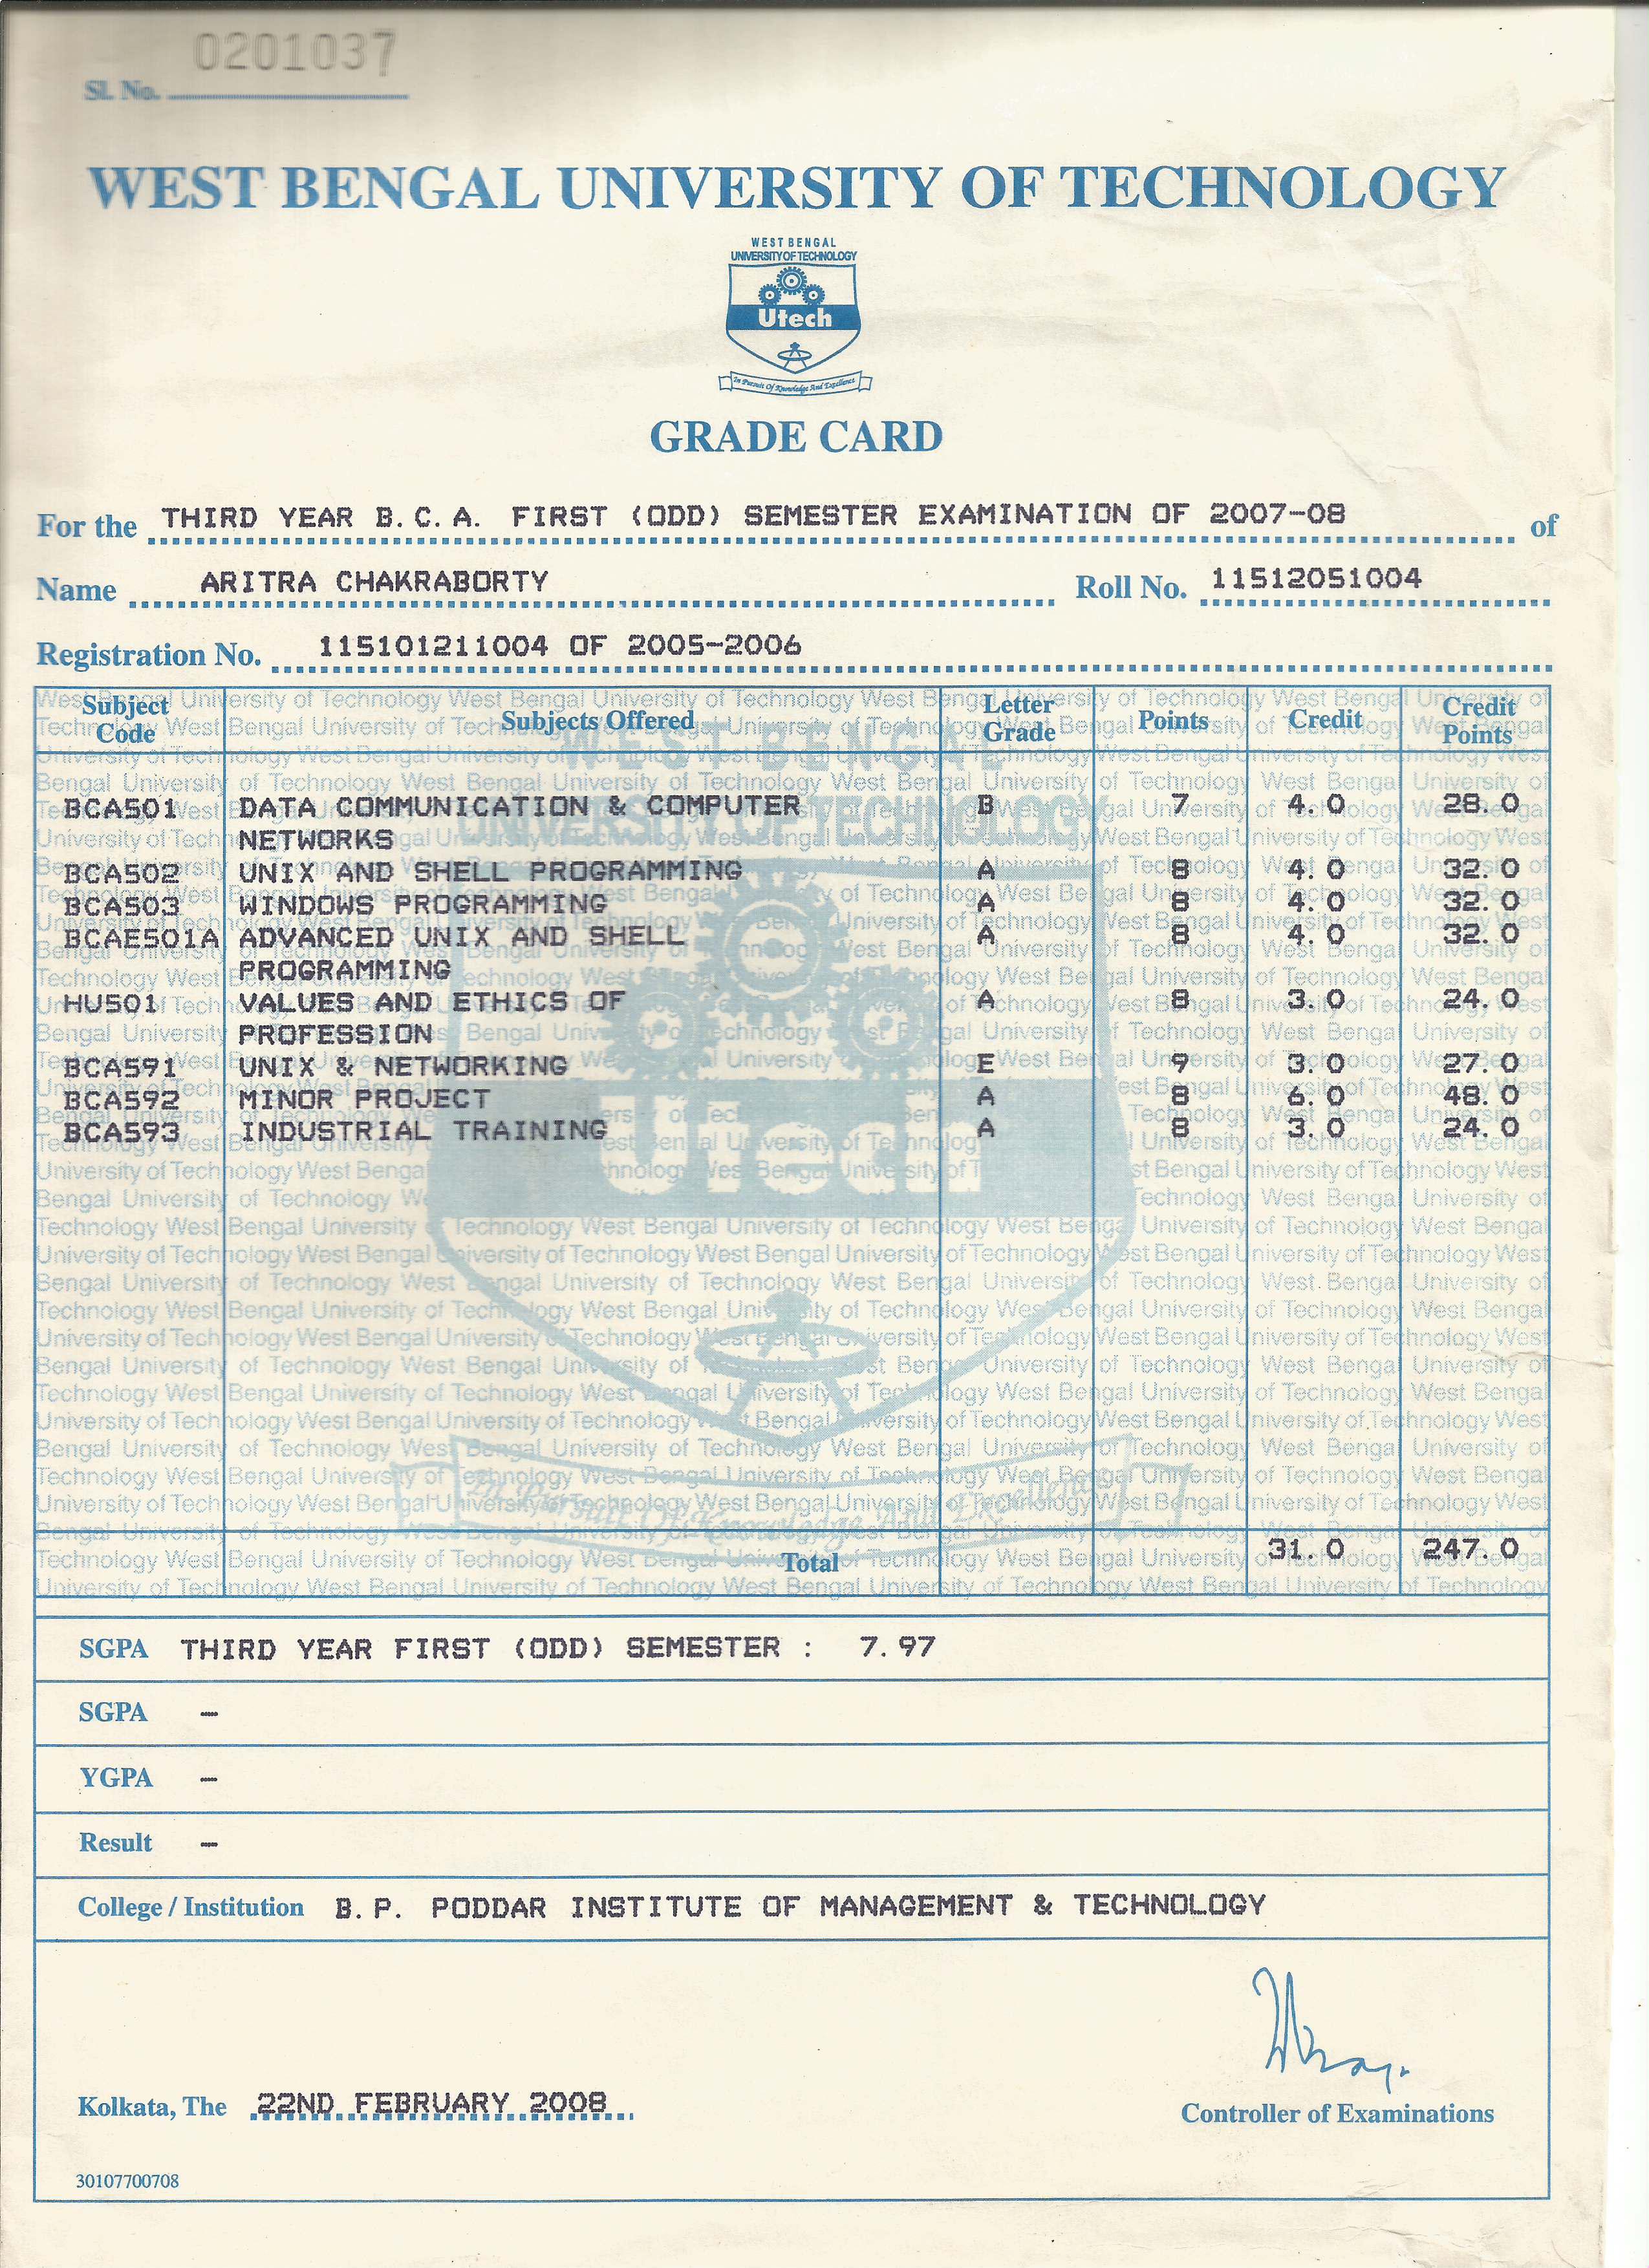 0201037
Sl. No.
WEST BENGAL UNIVERSITY OF TECHNOLOGY
WEST BENGAL
UNIVERSITY OF TECHNOLOGY
Utech
In Pursuit Of Knowledge And Excellence
GRADE CARD
For the THIRD YEAR B.C.A. FIRST (ODD) SEMESTER EXAMINATION OF 2007-08 of
Name ARITRA CHAKRABORTY Roll No. 11512051004
Registration No. 115101211004 OF 2005-2006
Subject Code Subjects Offered Letter Grade Points Credit Credit Points
BCA501 DATA COMMUNICATION & COMPUTER B 7 4.0 28.0
NETWORKS
BCA502 UNIX AND SHELL PROGRAMMING A 8 4.0 32.0
BCA503 WINDOWS PROGRAMMING A 8 4.0 32.0
BCAE501A ADVANCED UNIX AND SHELL A 8 4.0 32.0
PROGRAMMING
HU501 VALUES AND ETHICS OF A 8 3.0 24.0
PROFESSION
BCA591 UNIX & NETWORKING E 9 3.0 27.0
BCA592 MINOR PROJECT A 8 6.0 48.0
BCA593 INDUSTRIAL TRAINING A 8 3.0 24.0
Total 31.0 247.0
SGPA THIRD YEAR FIRST (ODD) SEMESTER : 7.97
SGPA -
YGPA -
Result -
College / Institution B.P. PODDAR INSTITUTE OF MANAGEMENT & TECHNOLOGY
Kolkata, The 22ND FEBRUARY 2008
Controller of Examinations
30107700708